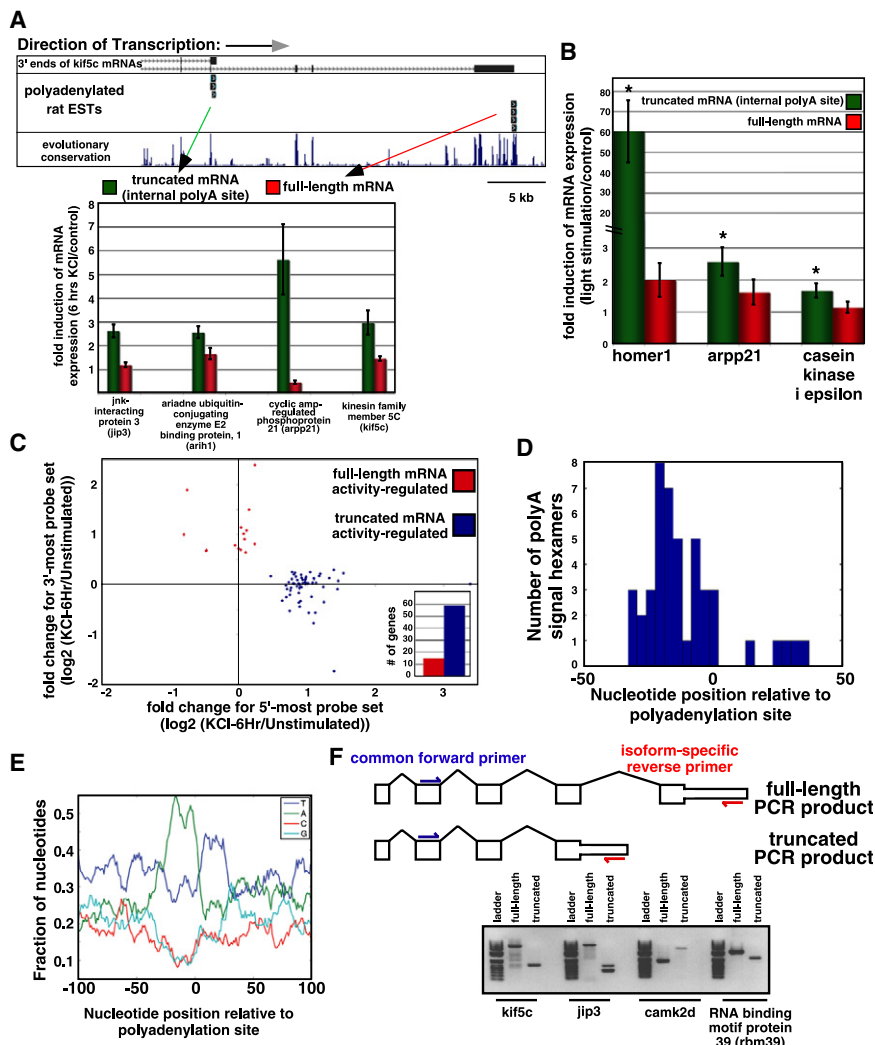 A
Direction of Transcription:
3' ends of kif5c mRNAs
polyadenylated
rat ESTs
evolutionary
conservation
truncated mRNA
(internal polyA site)
full-length mRNA
5 kb
fold induction of mRNA
expression (6 hrs KCl/control)
8
7
6
5
4
3
2
1
jnk-
interacting
protein 3
(jip3)
ariadne ubiquitin-
conjugating
enzyme E2
binding protein, 1
(arih1)
cyclic amp-
regulated
phosphoprotein
21 (arpp21)
kinesin family
member 5C
(kif5c)
B
fold induction of mRNA expression
(light stimulation/control)
80
70
60
50
40
30
20
3
2
1
0
truncated mRNA (internal polyA site)
full-length mRNA
*
*
*
homer1
arpp21
casein
kinase
i epsilon
C
fold change for 3'-most probe set
(log2 (KCl-6Hr/Unstimulated))
2
1
0
-1
-2
full-length mRNA
activity-regulated
truncated mRNA
activity-regulated
# of genes
60
50
40
30
20
10
0
-2
-1
0
1
2
3
fold change for 5'-most probe set
(log2 (KCl-6Hr/Unstimulated))
D
Number of polyA
signal hexamers
8
7
6
5
4
3
2
1
0
-50
0
50
Nucleotide position relative to
polyadenylation site
E
Fraction of nucleotides
0.5
0.4
0.3
0.2
0.1
T
A
C
G
-100
-50
0
50
100
Nucleotide position relative to
polyadenylation site
F
common forward primer
isoform-specific
reverse primer
full-length
PCR product
truncated
PCR product
ladder
full-length
truncated
ladder
full-length
truncated
ladder
full-length
truncated
ladder
full-length
truncated
kif5c
jip3
camk2d
RNA binding
motif protein
39 (rbm39)